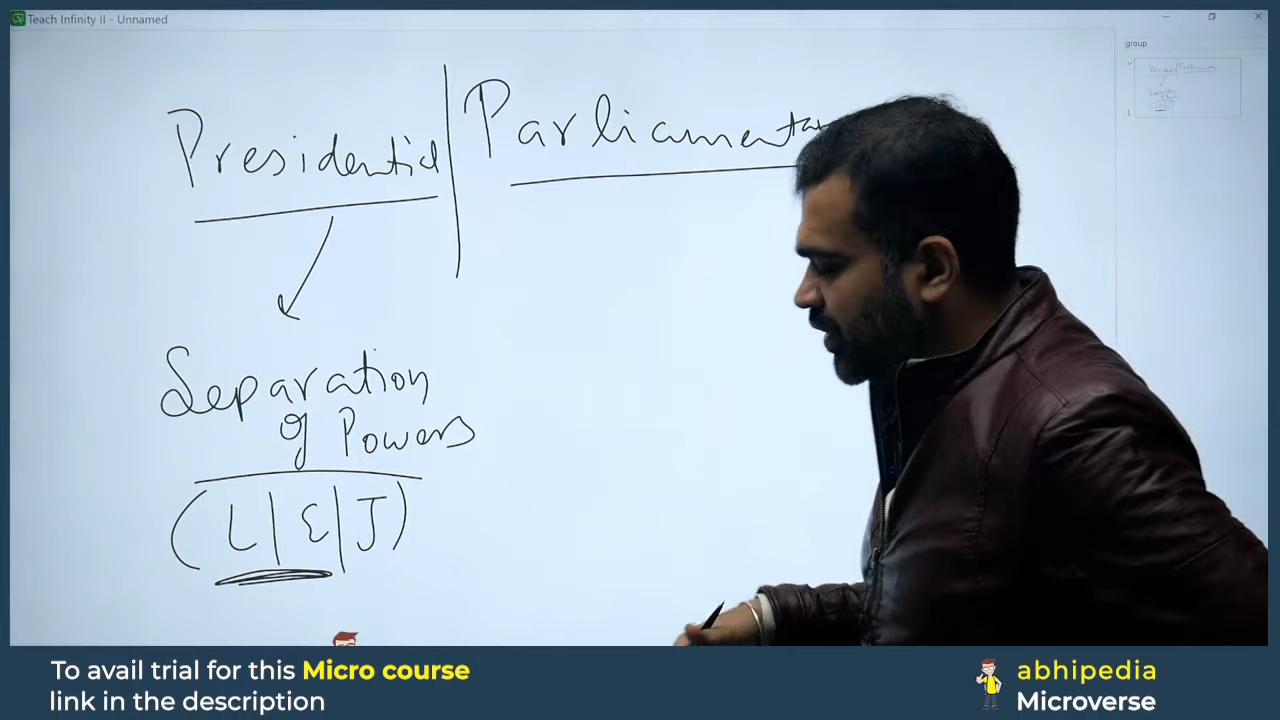 Teach Infinity II - Unnamed
group
Presidential
Separation
of Powers
(L|E|J)
1
To avail trial for this Micro course
link in the description
abhipedia
Microverse